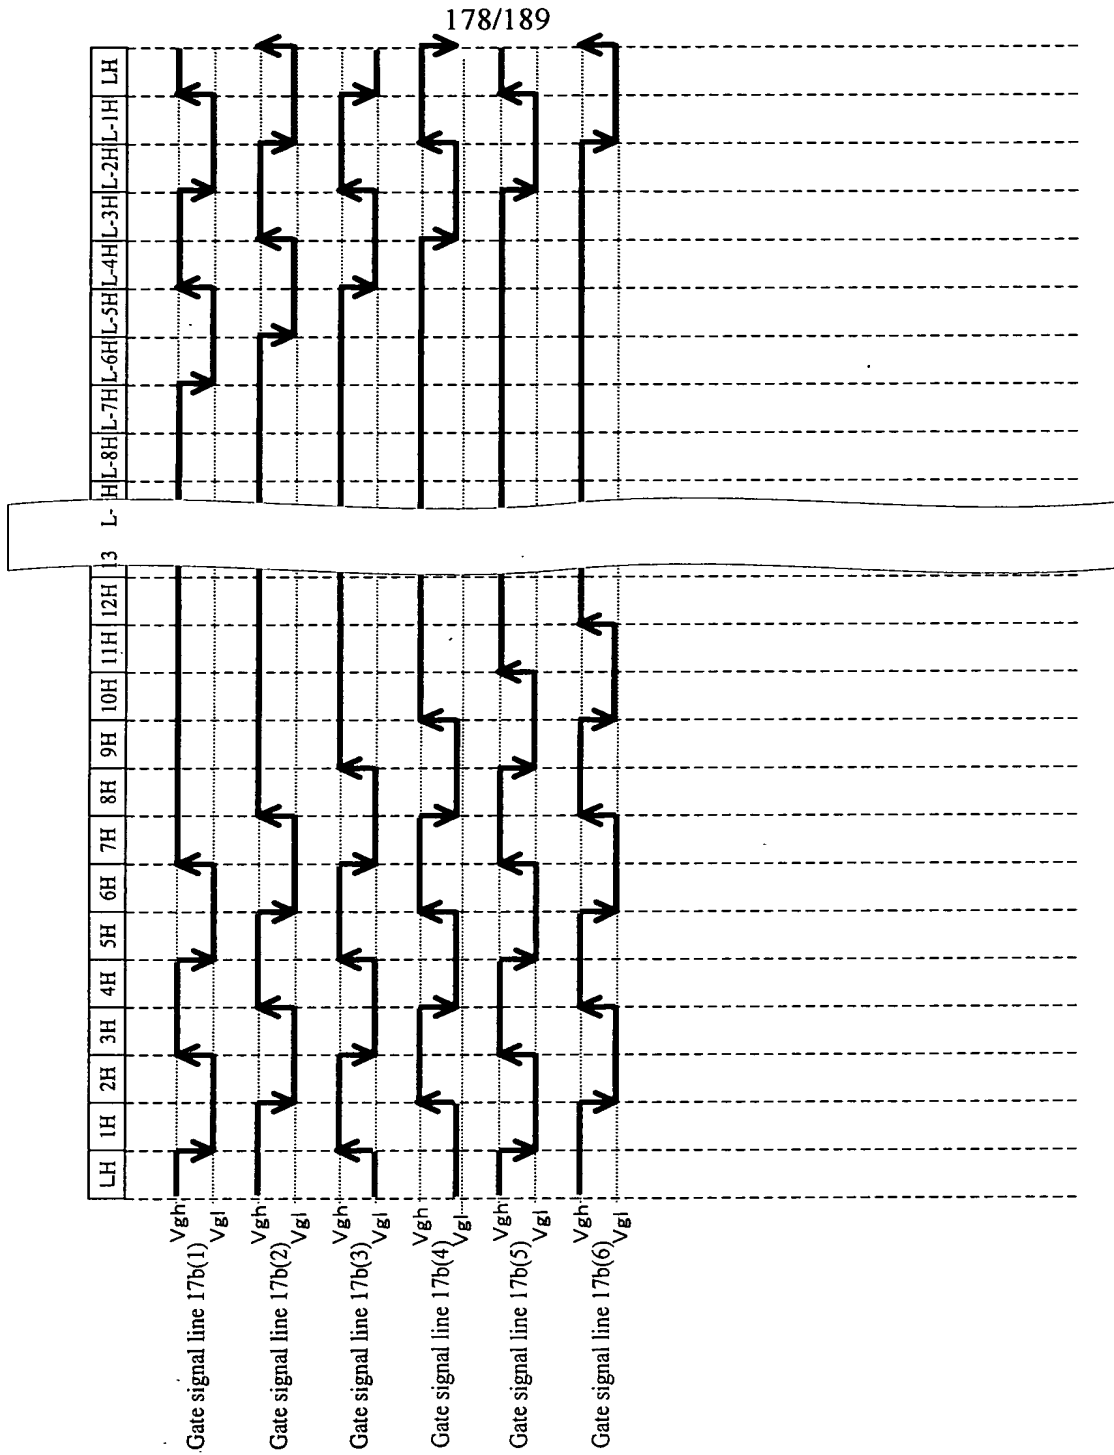 178/189
LH 1H 2H 3H 4H 5H 6H 7H 8H 9H 10H 11H 12H 13 L- H L-8H L-7H L-6H L-5H L-4H L-3H L-2H L-1H LH
Vgh
Vgl
Gate signal line 17b(1)
Vgh
Vgl
Gate signal line 17b(2)
Vgh
Vgl
Gate signal line 17b(3)
Vgh
Vgl
Gate signal line 17b(4)
Vgh
Vgl
Gate signal line 17b(5)
Vgh
Vgl
Gate signal line 17b(6)